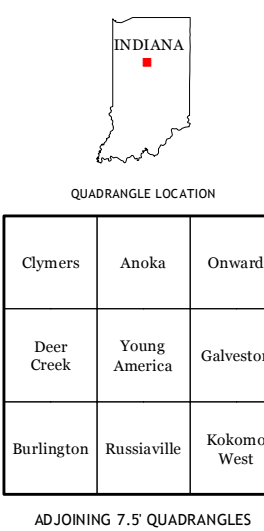 INDIANA
QUADRANGLE LOCATION
Clymers Anoka Onward
Deer Creek
Young America
Galveston
Burlington Russiaville
Kokomo West
ADJOINING 7.5' QUADRANGLES